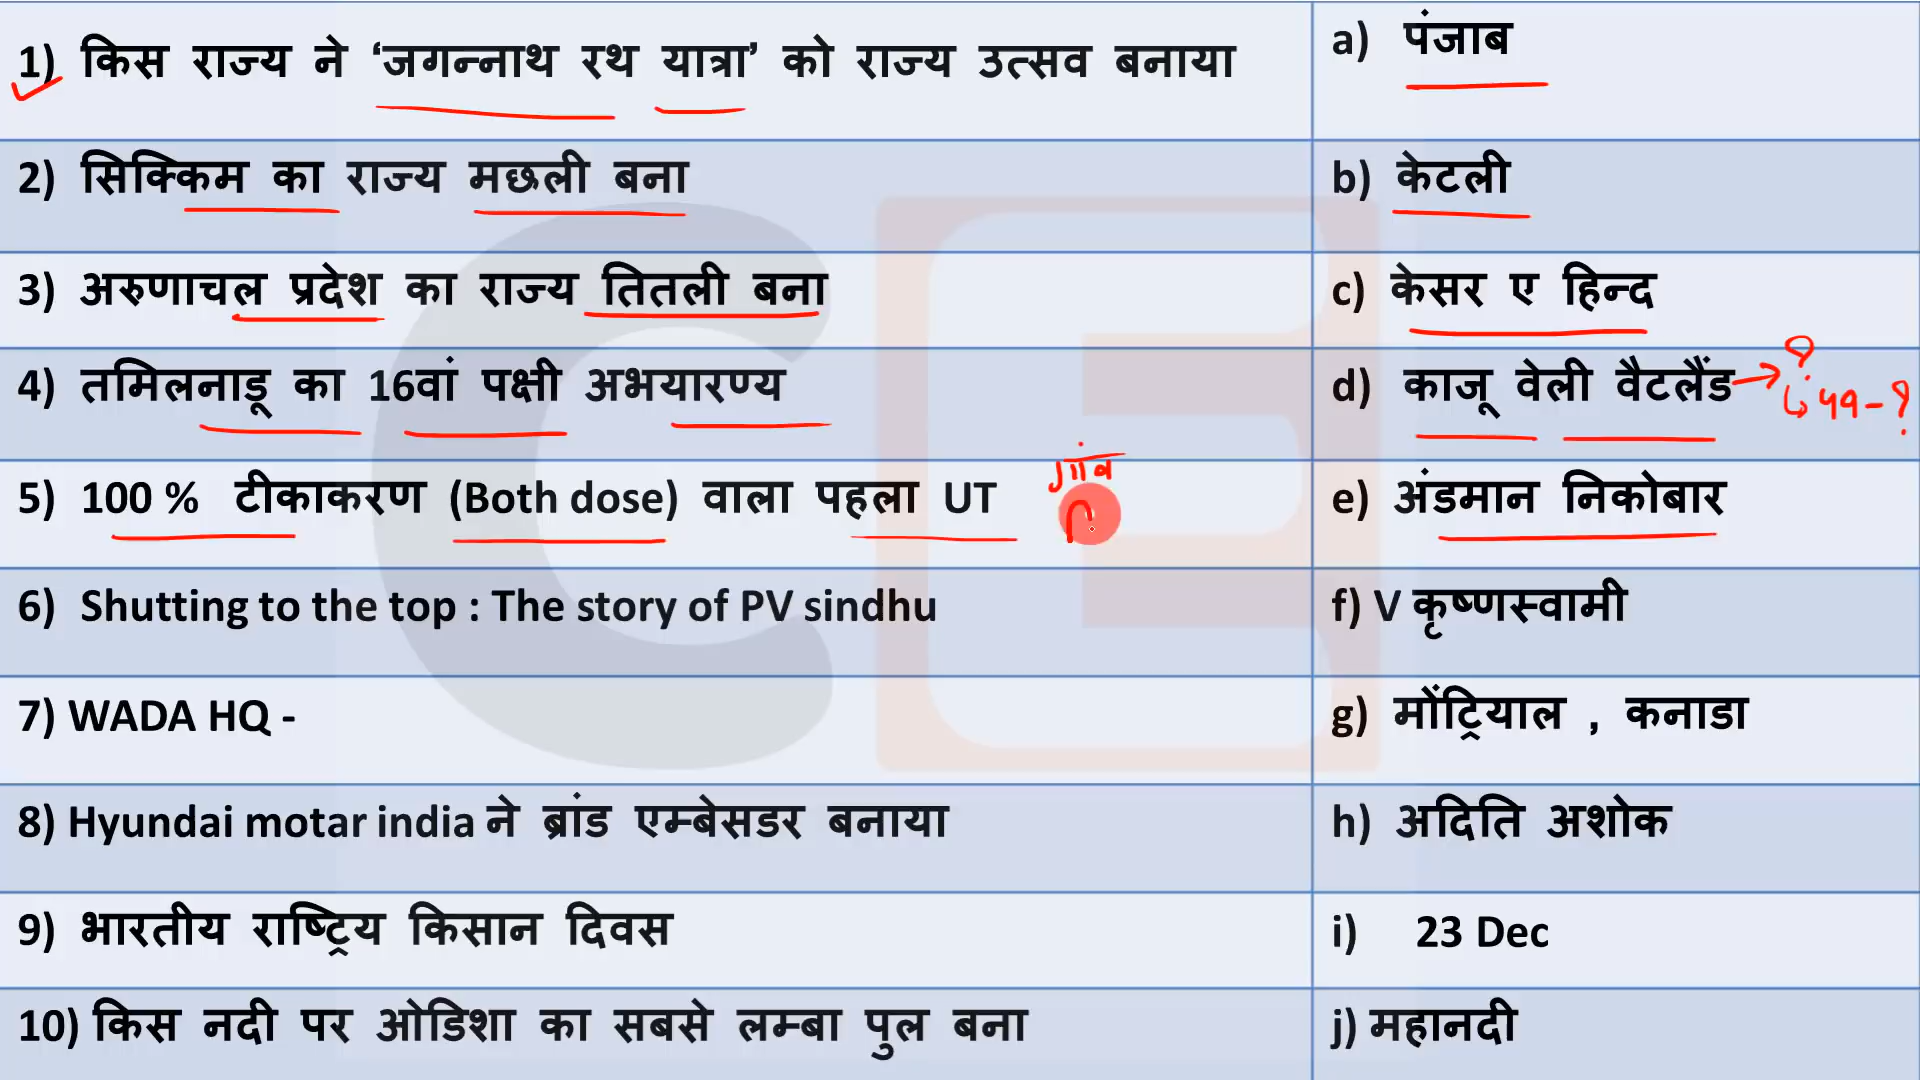 1) किस राज्य ने ‘जगन्नाथ रथ यात्रा’ को राज्य उत्सव बनाया
a) पंजाब
2) सिक्किम का राज्य मछली बना
b) केटली
3) अरुणाचल प्रदेश का राज्य तितली बना
c) केसर ए हिन्द
4) तमिलनाडू का 16वां पक्षी अभयारण्य
d) काजू वेली वैटलैंड → ?
↳ 49 - ?
5) 100 % टीकाकरण (Both dose) वाला पहला UT
गांव
e) अंडमान निकोबार
6) Shutting to the top : The story of PV sindhu
f) V कृष्णस्वामी
7) WADA HQ -
g) मोंट्रियाल , कनाडा
8) Hyundai motar india ने ब्रांड एम्बेसडर बनाया
h) अदिति अशोक
9) भारतीय राष्ट्रिय किसान दिवस
i) 23 Dec
10) किस नदी पर ओडिशा का सबसे लम्बा पुल बना
j) महानदी